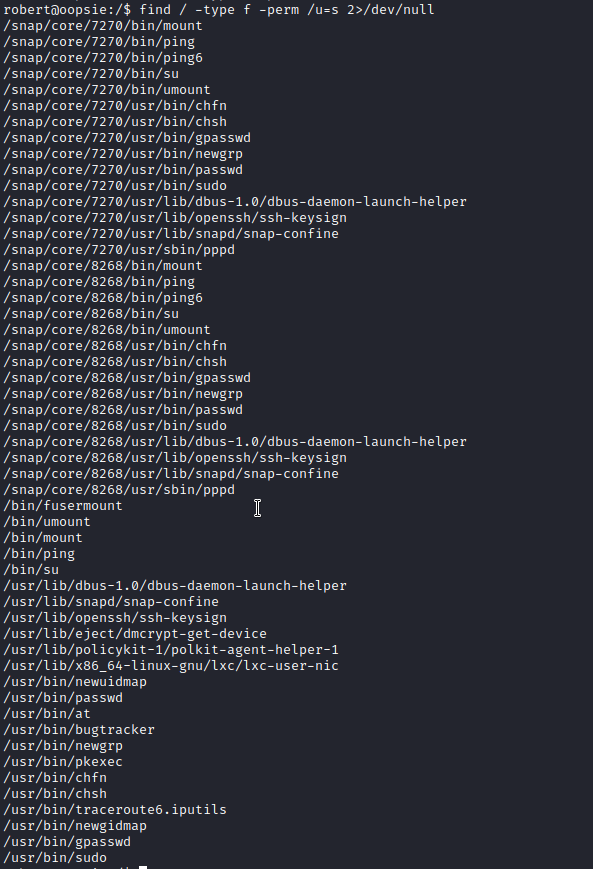 robert@oopsie:/$ find / -type f -perm /u=s 2>/dev/null
/snap/core/7270/bin/mount
/snap/core/7270/bin/ping
/snap/core/7270/bin/ping6
/snap/core/7270/bin/su
/snap/core/7270/bin/umount
/snap/core/7270/usr/bin/chfn
/snap/core/7270/usr/bin/chsh
/snap/core/7270/usr/bin/gpasswd
/snap/core/7270/usr/bin/newgrp
/snap/core/7270/usr/bin/passwd
/snap/core/7270/usr/bin/sudo
/snap/core/7270/usr/lib/dbus-1.0/dbus-daemon-launch-helper
/snap/core/7270/usr/lib/openssh/ssh-keysign
/snap/core/7270/usr/lib/snapd/snap-confine
/snap/core/7270/usr/sbin/pppd
/snap/core/8268/bin/mount
/snap/core/8268/bin/ping
/snap/core/8268/bin/ping6
/snap/core/8268/bin/su
/snap/core/8268/bin/umount
/snap/core/8268/usr/bin/chfn
/snap/core/8268/usr/bin/chsh
/snap/core/8268/usr/bin/gpasswd
/snap/core/8268/usr/bin/newgrp
/snap/core/8268/usr/bin/passwd
/snap/core/8268/usr/bin/sudo
/snap/core/8268/usr/lib/dbus-1.0/dbus-daemon-launch-helper
/snap/core/8268/usr/lib/openssh/ssh-keysign
/snap/core/8268/usr/lib/snapd/snap-confine
/snap/core/8268/usr/sbin/pppd
/bin/fusermount
/bin/umount
/bin/mount
/bin/ping
/bin/su
/usr/lib/dbus-1.0/dbus-daemon-launch-helper
/usr/lib/snapd/snap-confine
/usr/lib/openssh/ssh-keysign
/usr/lib/eject/dmcrypt-get-device
/usr/lib/policykit-1/polkit-agent-helper-1
/usr/lib/x86_64-linux-gnu/lxc/lxc-user-nic
/usr/bin/newuidmap
/usr/bin/passwd
/usr/bin/at
/usr/bin/bugtracker
/usr/bin/newgrp
/usr/bin/pkexec
/usr/bin/chfn
/usr/bin/chsh
/usr/bin/traceroute6.iputils
/usr/bin/newgidmap
/usr/bin/gpasswd
/usr/bin/sudo